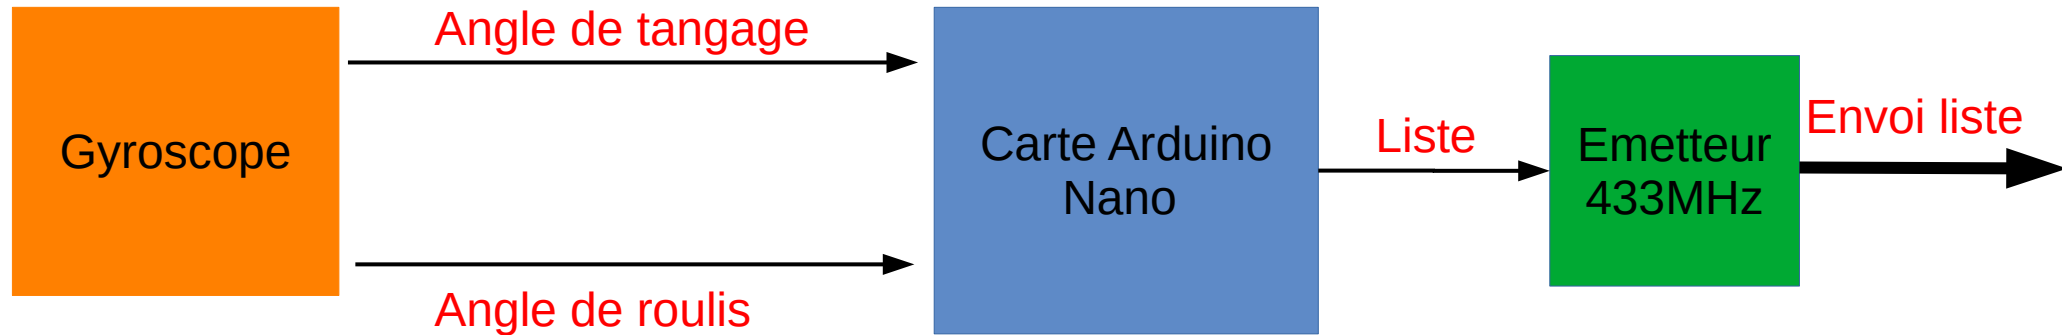 Angle de tangage
Gyroscope
Angle de roulis
Carte Arduino
Nano
Liste
Emetteur
433MHz
Envoi liste